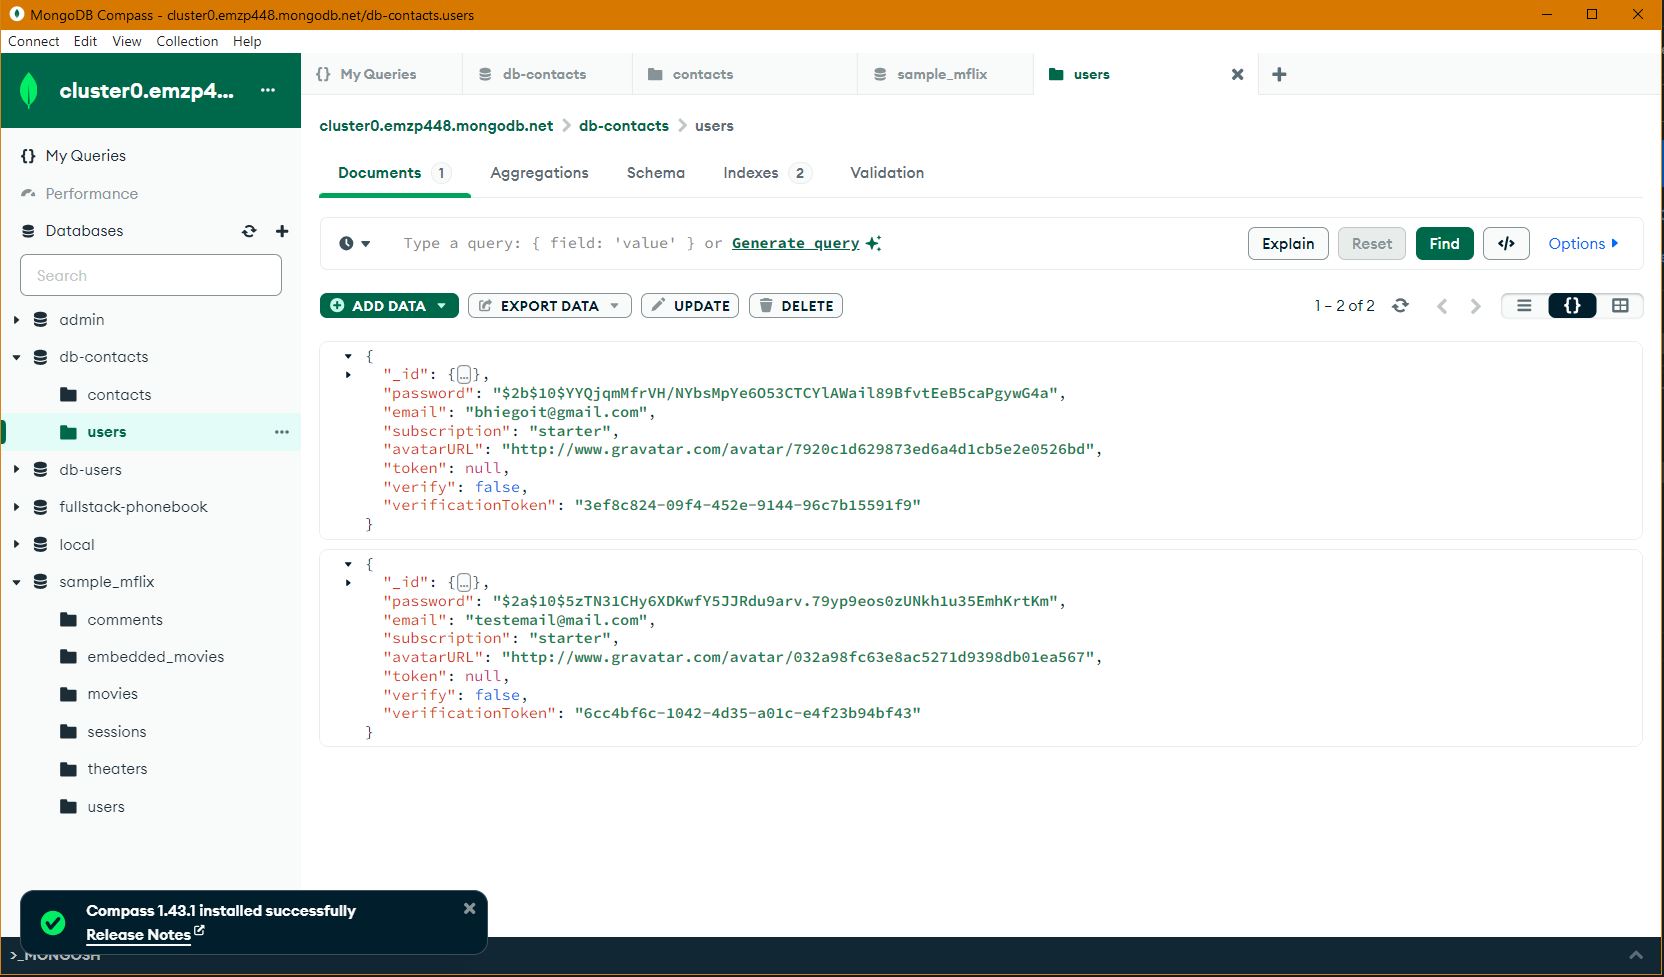 MongoDB Compass - cluster0.emzp448.mongodb.net/db-contacts.users
Connect Edit View Collection Help
cluster0.emzp4...
{} My Queries
db-contacts
contacts
sample_mflix
users
cluster0.emzp448.mongodb.net > db-contacts > users
{} My Queries
Performance
Databases
Search
admin
db-contacts
contacts
users
db-users
fullstack-phonebook
local
sample_mflix
comments
embedded_movies
movies
sessions
theaters
users
Documents 1
Aggregations
Schema
Indexes 2
Validation
Type a query: { field: 'value' } or Generate query
Explain
Reset
Find
</>
Options
ADD DATA
EXPORT DATA
UPDATE
DELETE
1 – 2 of 2
{}
{
"_id": {…},
"password": "$2b$10$YYQjqmMfrVH/NYbsMpYe6O53CTCYlAWail89BfvtEeB5caPgywG4a",
"email": "bhiegoit@gmail.com",
"subscription": "starter",
"avatarURL": "http://www.gravatar.com/avatar/7920c1d629873ed6a4d1cb5e2e0526bd",
"token": null,
"verify": false,
"verificationToken": "3ef8c824-09f4-452e-9144-96c7b15591f9"
}
{
"_id": {…},
"password": "$2a$10$5zTN31CHy6XDKwfY5JJRdu9arv.79yp9eos0zUNkh1u35EmhKrtKm",
"email": "testemail@mail.com",
"subscription": "starter",
"avatarURL": "http://www.gravatar.com/avatar/032a98fc63e8ac5271d9398db01ea567",
"token": null,
"verify": false,
"verificationToken": "6cc4bf6c-1042-4d35-a01c-e4f23b94bf43"
}
Compass 1.43.1 installed successfully
Release Notes
>_MONGOSH